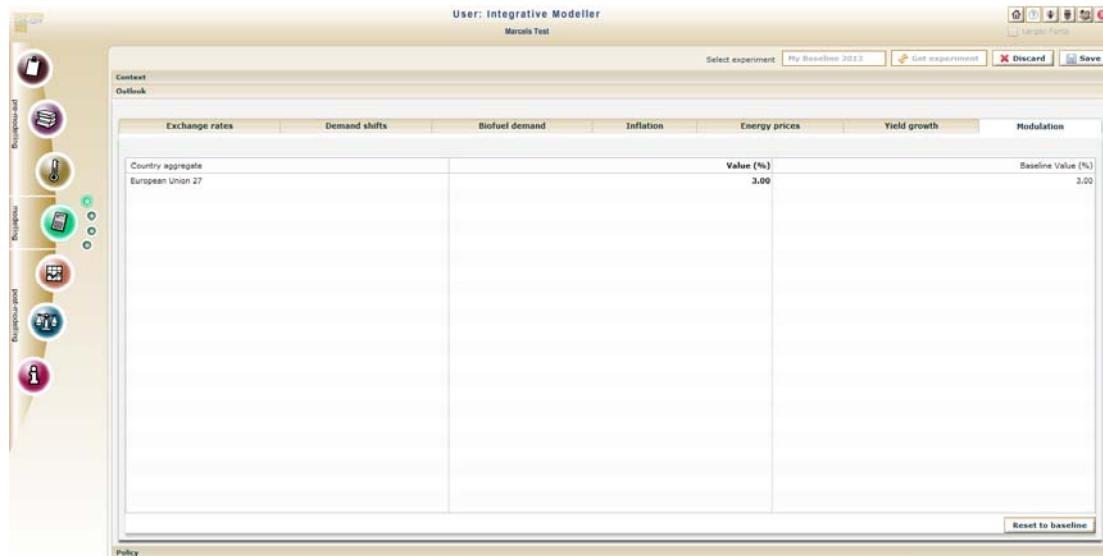 User: Integrative Modeller
Marcels Test
Large Fonts
Select experiment My Baseline 2013 Get experiment Discard Save
Context
Outlook
pre-modelling
Exchange rates Demand shifts Biofuel demand Inflation Energy prices Yield growth Modulation
Country aggregate Value (%) Baseline Value (%)
European Union 27 3.00 3.00
modelling
post-modelling
Reset to baseline
Policy